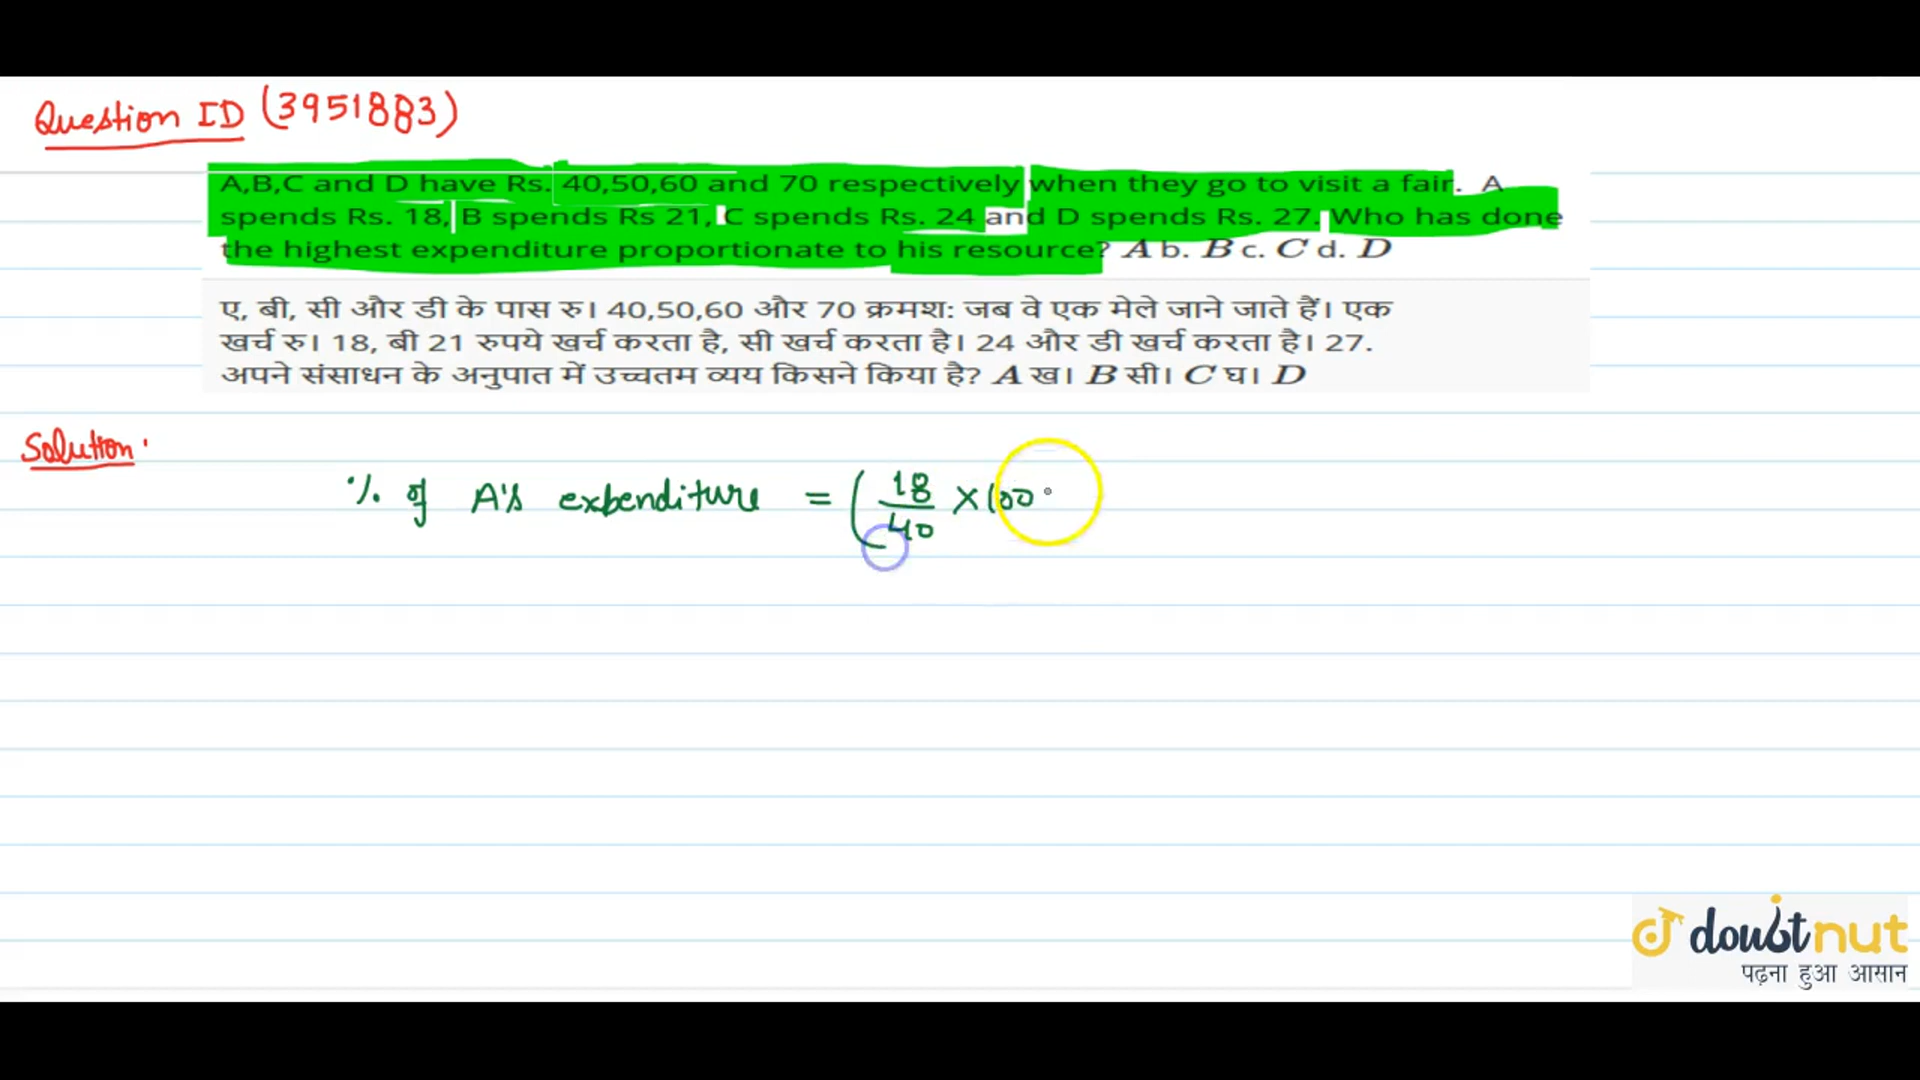 Question ID (3951883)
A,B,C and D have Rs. 40,50,60 and 70 respectively when they go to visit a fair. A
spends Rs. 18, B spends Rs 21, C spends Rs. 24 and D spends Rs. 27. Who has done
the highest expenditure proportionate to his resource? A b. B c. C d. D
ए, बी, सी और डी के पास रु। 40,50,60 और 70 क्रमश: जब वे एक मेले जाने जाते हैं। एक
खर्च रु। 18, बी 21 रुपये खर्च करता है, सी खर्च करता है। 24 और डी खर्च करता है। 27.
अपने संसाधन के अनुपात में उच्चतम व्यय किसने किया है? A ख। B सी। C घ। D
Solution.
% of A's expenditure = ( 18/40 × 100
doubtnut
पढ़ना हुआ आसान